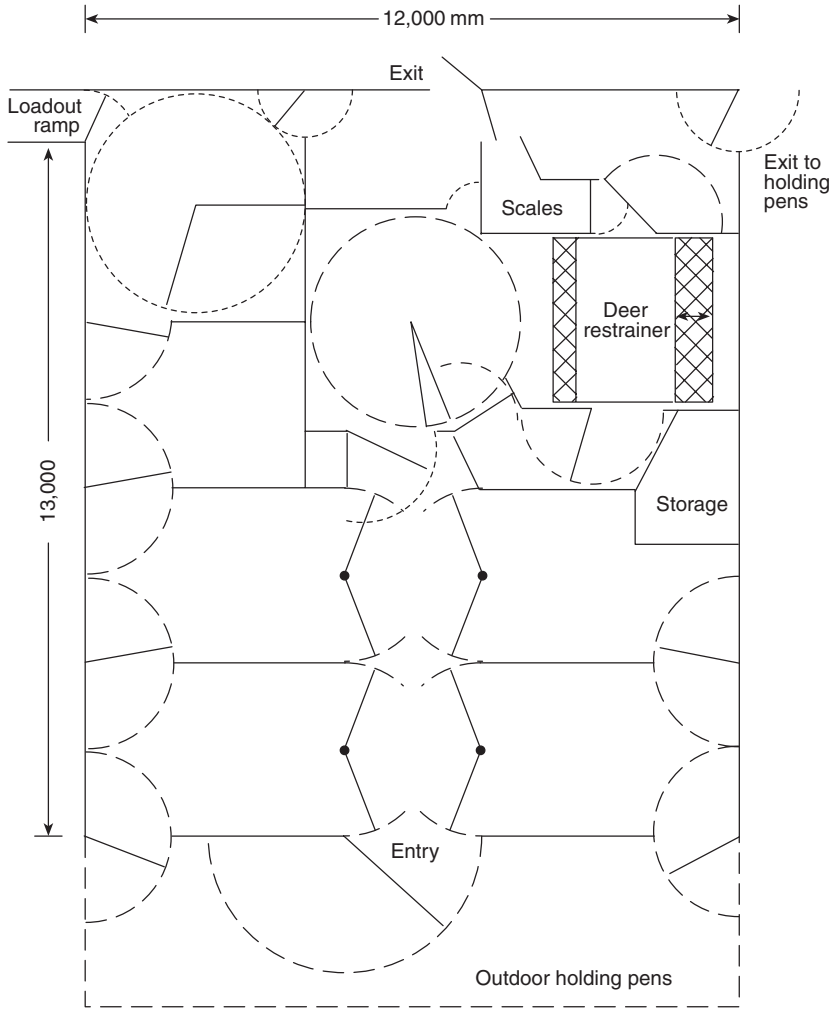 12,000 mm
Exit
Loadout
ramp
Exit to
holding
pens
Scales
Deer
restrainer
13,000
Storage
Entry
Outdoor holding pens